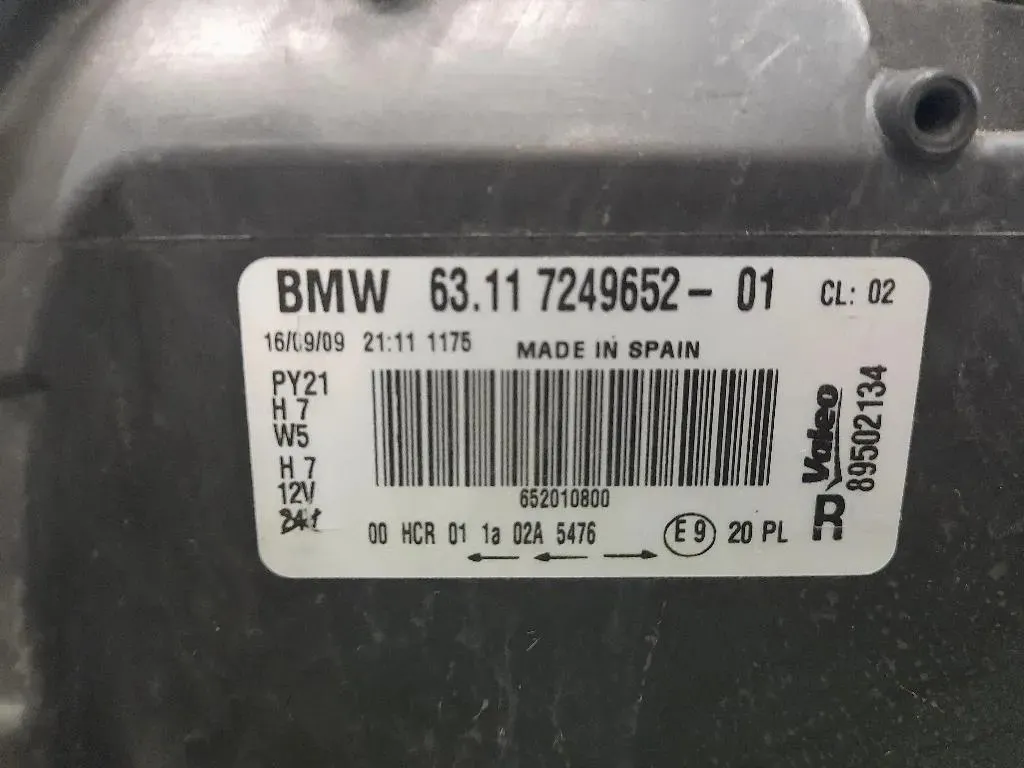 BMW 63.11 7249652- 01 CL: 02
16/09/09 21:11 1175 MADE IN SPAIN
PY21
H 7
W5
H 7
12V
652010800
00 HCR 01 1a 02A 5476 E 9 20 PL
Valeo
89502134
R